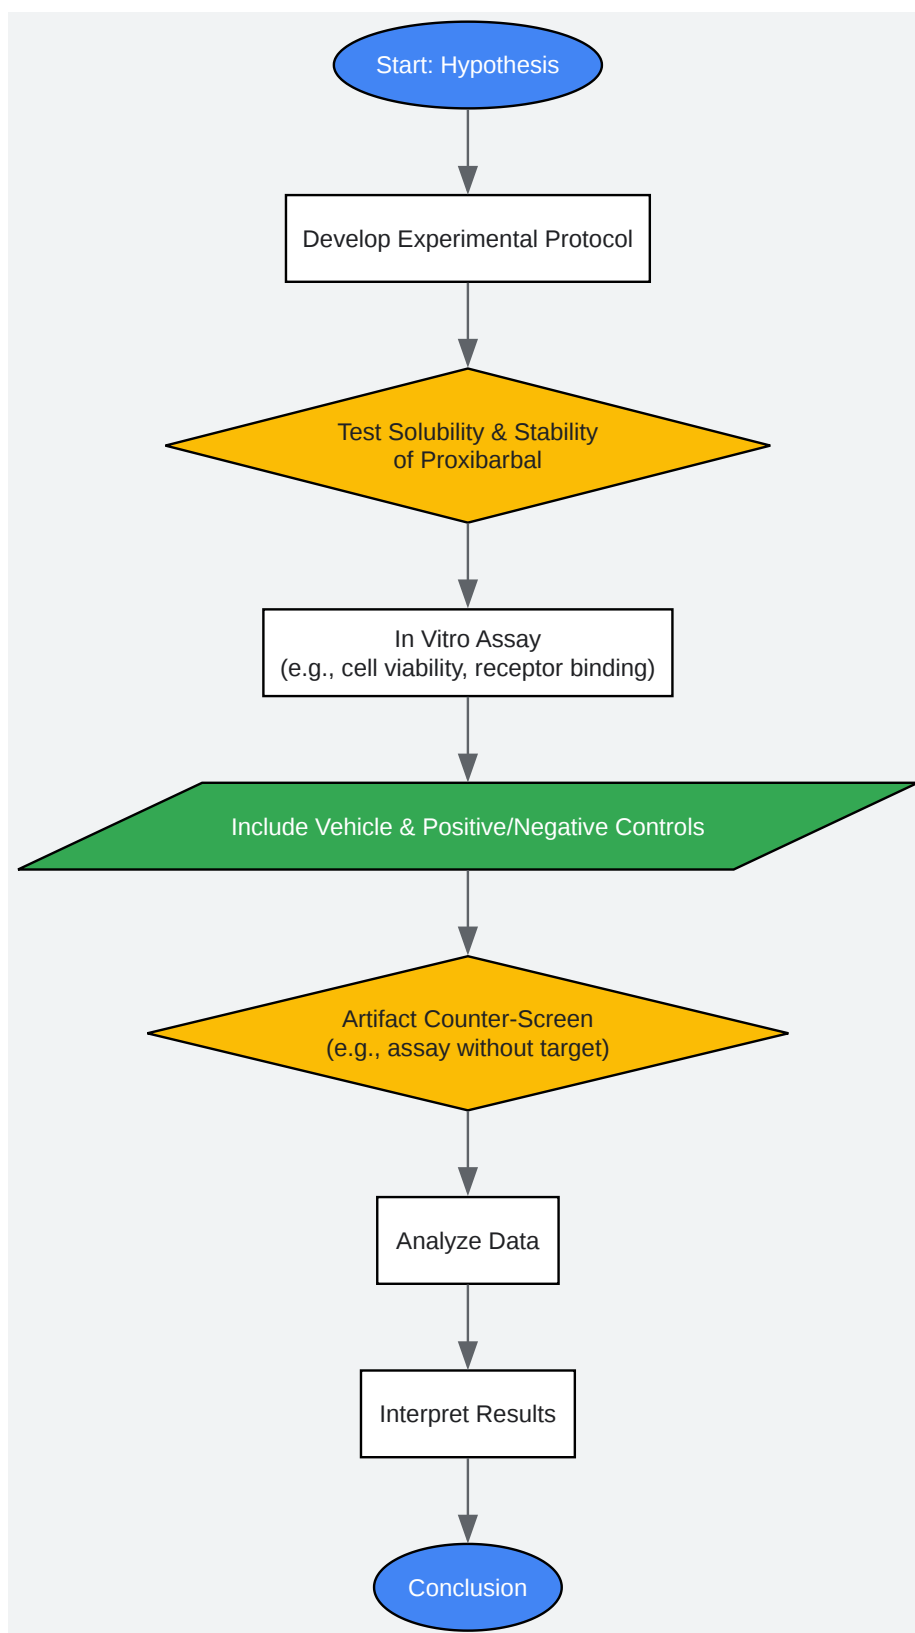 Start: Hypothesis
Develop Experimental Protocol
Test Solubility & Stability
of Proxibarbal
In Vitro Assay
(e.g., cell viability, receptor binding)
Include Vehicle & Positive/Negative Controls
Artifact Counter-Screen
(e.g., assay without target)
Analyze Data
Interpret Results
Conclusion